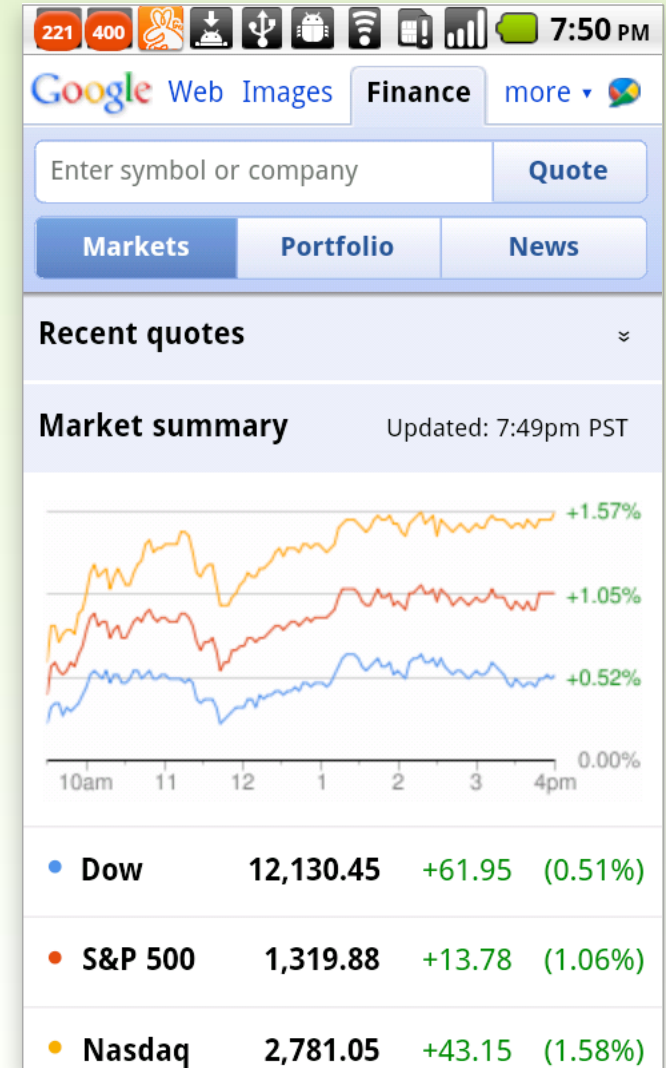 221 400 7:50 PM
Google Web Images Finance more
Enter symbol or company Quote
Markets Portfolio News
Recent quotes
Market summary Updated: 7:49pm PST
+1.57%
+1.05%
+0.52%
0.00%
10am 11 12 1 2 3 4pm
Dow 12,130.45 +61.95 (0.51%)
S&P 500 1,319.88 +13.78 (1.06%)
Nasdaq 2,781.05 +43.15 (1.58%)